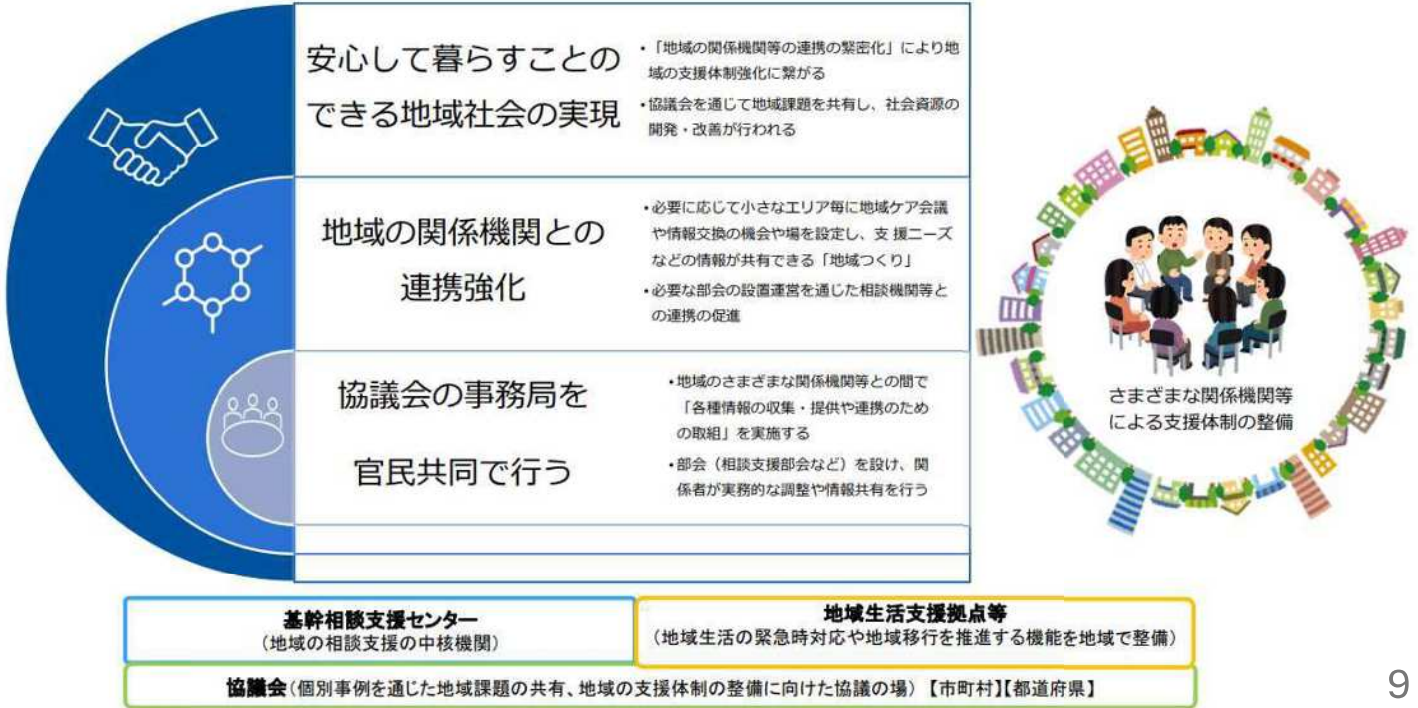 安心して暮らすことの
できる地域社会の実現
・「地域の関係機関等の連携の緊密化」により地
域の支援体制強化に繋がる
・協議会を通じて地域課題を共有し、社会資源の
開発・改善が行われる
地域の関係機関との
連携強化
・必要に応じて小さなエリア毎に地域ケア会議
や情報交換の機会や場を設定し、支 援ニーズ
などの情報が共有できる「地域つくり」
・必要な部会の設置運営を通じた相談機関等と
の連携の促進
協議会の事務局を
官民共同で行う
・地域のさまざまな関係機関等との間で
「各種情報の収集・提供や連携のため
の取組」を実施する
・部会（相談支援部会など）を設け、関
係者が実務的な調整や情報共有を行う
さまざまな関係機関等
による支援体制の整備
基幹相談支援センター
（地域の相談支援の中核機関）
地域生活支援拠点等
（地域生活の緊急時対応や地域移行を推進する機能を地域で整備）
協議会（個別事例を通じた地域課題の共有、地域の支援体制の整備に向けた協議の場）【市町村】【都道府県】
9